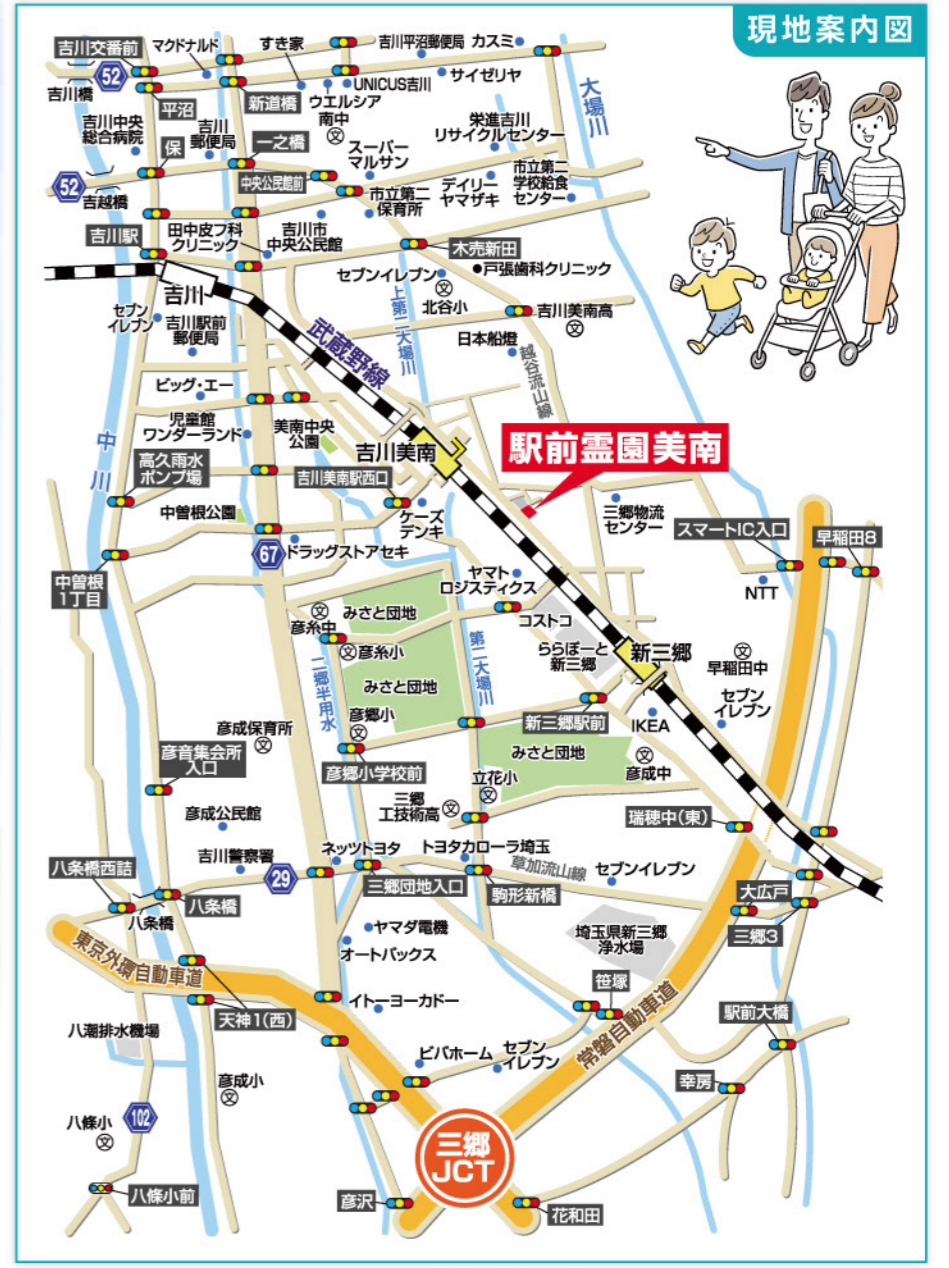 現地案内図
吉川交番前
マクドナルド
すき家
吉川平沼郵便局
カスミ
52
吉川橋
平沼
新道橋
ウエルシア
UNICUS吉川
サイゼリヤ
大場川
吉川中央
総合病院
保
吉川
郵便局
一之橋
南中
文
スーパー
マルサン
栄進吉川
リサイクルセンター
52
吉越橋
中央公民館前
市立第二
保育所
デイリー
ヤマザキ
市立第二
学校給食
センター
吉川駅
田中皮フ科
クリニック
吉川市
中央公民館
木売新田
セブンイレブン
戸張歯科クリニック
吉川
文
北谷小
上第二大場川
吉川美南高
文
セブン
イレブン
吉川駅前
郵便局
武蔵野線
日本船燈
越谷流山線
ビッグ・エー
児童館
ワンダーランド
美南中央
公園
吉川美南
駅前霊園美南
中川
高久雨水
ポンプ場
吉川美南駅西口
中曽根公園
ケーズ
デンキ
三郷物流
センター
スマートIC入口
早稲田8
67
ドラッグストアセキ
中曽根
1丁目
ヤマト
ロジスティクス
NTT
文
彦糸中
みさと団地
コストコ
文
彦糸小
第二大場川
ららぽーと
新三郷
新三郷
文
早稲田中
二郷半用水
みさと団地
セブン
イレブン
彦成保育所
文
彦郷小
文
新三郷駅前
IKEA
彦音集会所
入口
彦郷小学校前
みさと団地
文
彦成中
立花小
文
彦成公民館
三郷
工技術高
文
瑞穂中(東)
吉川警察署
ネッツトヨタ
トヨタカローラ埼玉
八条橋西詰
29
草加流山線
セブンイレブン
八条橋
三郷団地入口
駒形新橋
大広戸
八条橋
三郷3
ヤマダ電機
オートバックス
埼玉県新三郷
浄水場
東京外環自動車道
笹塚
天神1(西)
イトーヨーカドー
駅前大橋
八潮排水機場
常磐自動車道
ビバホーム
セブン
イレブン
彦成小
文
幸房
102
八條小
文
三郷
JCT
八條小前
彦沢
花和田